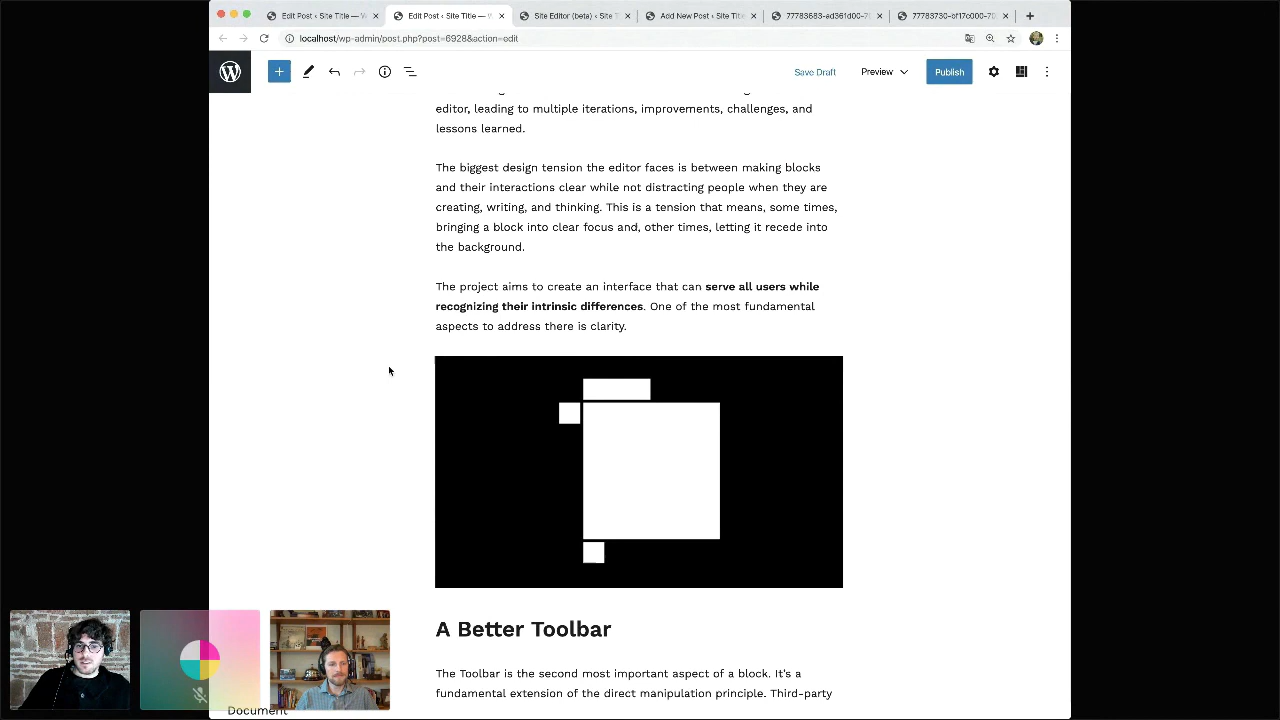 Edit Post ‹ Site Title — W
Edit Post ‹ Site Title — W
Site Editor (beta) ‹ Site T
Add New Post ‹ Site Title
77783683-ad361d00-7
77783730-bf17c000-70
localhost/wp-admin/post.php?post=6928&action=edit
Save Draft
Preview
Publish
editor, leading to multiple iterations, improvements, challenges, and
lessons learned.
The biggest design tension the editor faces is between making blocks
and their interactions clear while not distracting people when they are
creating, writing, and thinking. This is a tension that means, some times,
bringing a block into clear focus and, other times, letting it recede into
the background.
The project aims to create an interface that can serve all users while
recognizing their intrinsic differences. One of the most fundamental
aspects to address there is clarity.
A Better Toolbar
The Toolbar is the second most important aspect of a block. It's a
fundamental extension of the direct manipulation principle. Third-party
Document